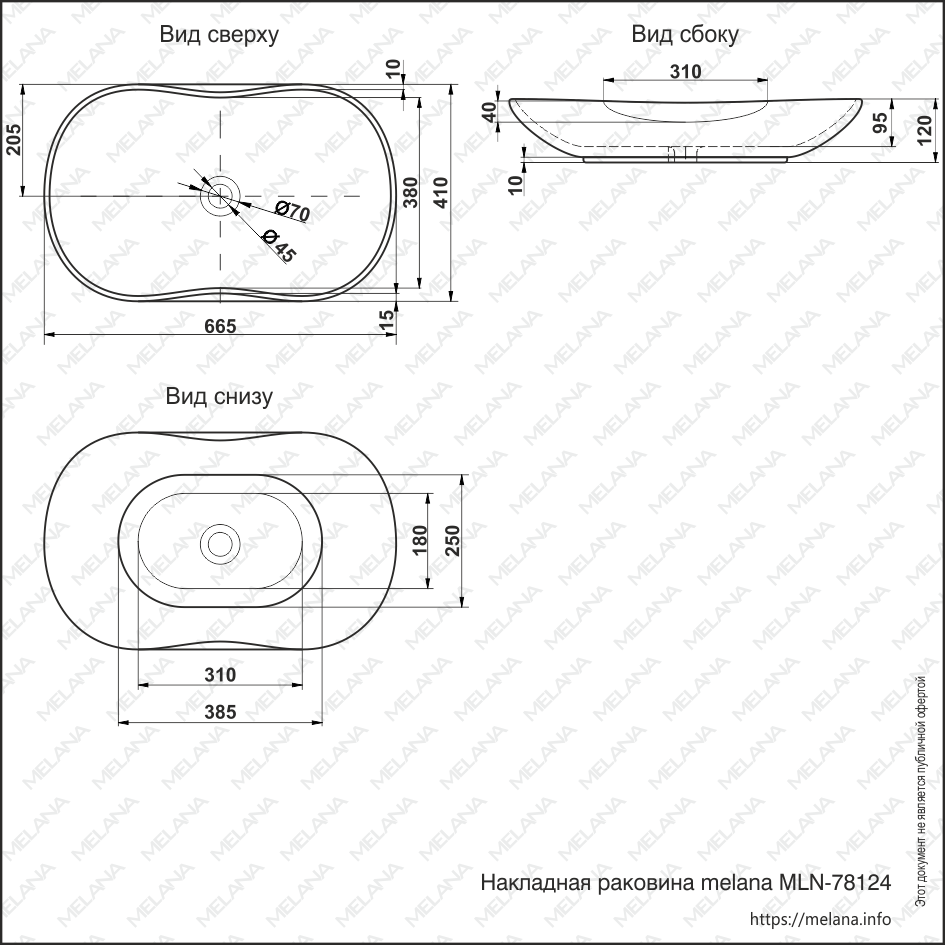 Вид сверху
10
205
Ø70
Ø45
380
410
15
665
Вид сбоку
310
40
10
95
120
Вид снизу
180
250
310
385
Этот документ не является публичной офертой
Накладная раковина melana MLN-78124
https://melana.info
MELANA